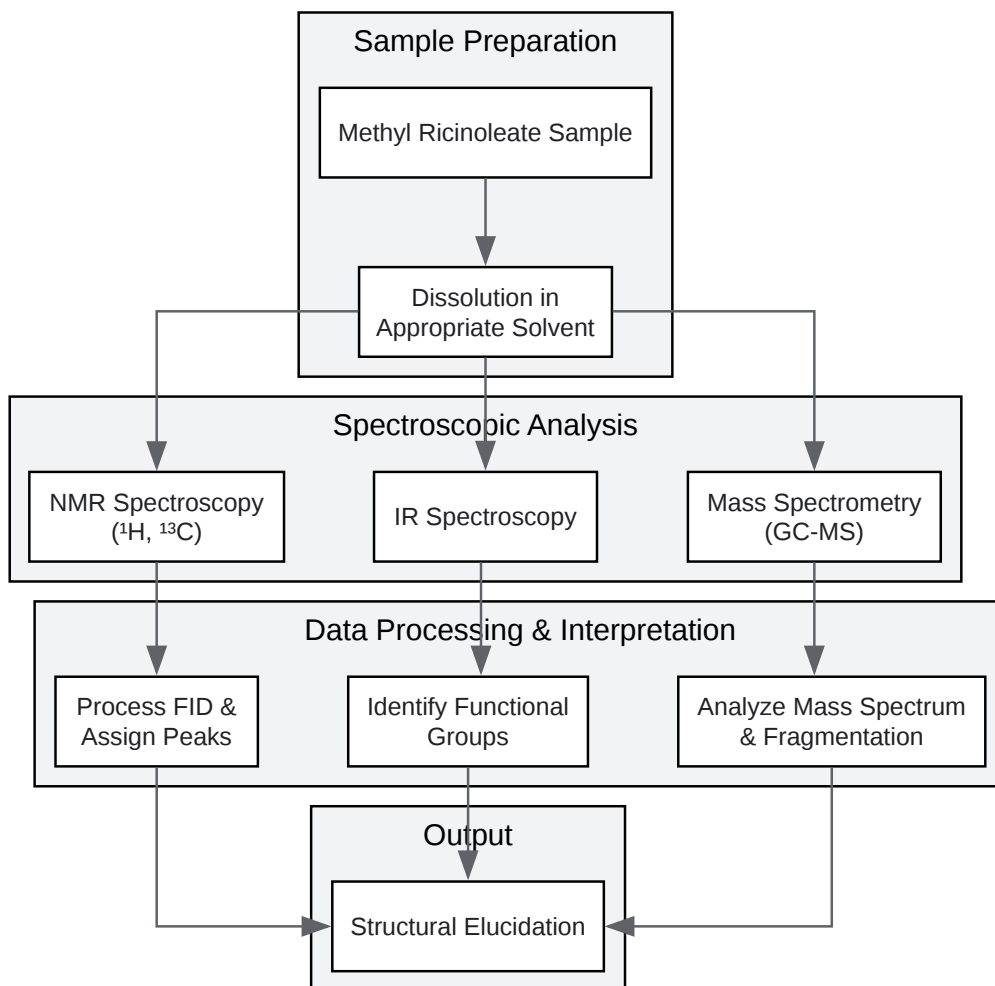 Sample Preparation
Methyl Ricinoleate Sample
Dissolution in
Appropriate Solvent
Spectroscopic Analysis
NMR Spectroscopy
(¹H, ¹³C)
IR Spectroscopy
Mass Spectrometry
(GC-MS)
Data Processing & Interpretation
Process FID &
Assign Peaks
Identify Functional
Groups
Analyze Mass Spectrum
& Fragmentation
Output
Structural Elucidation